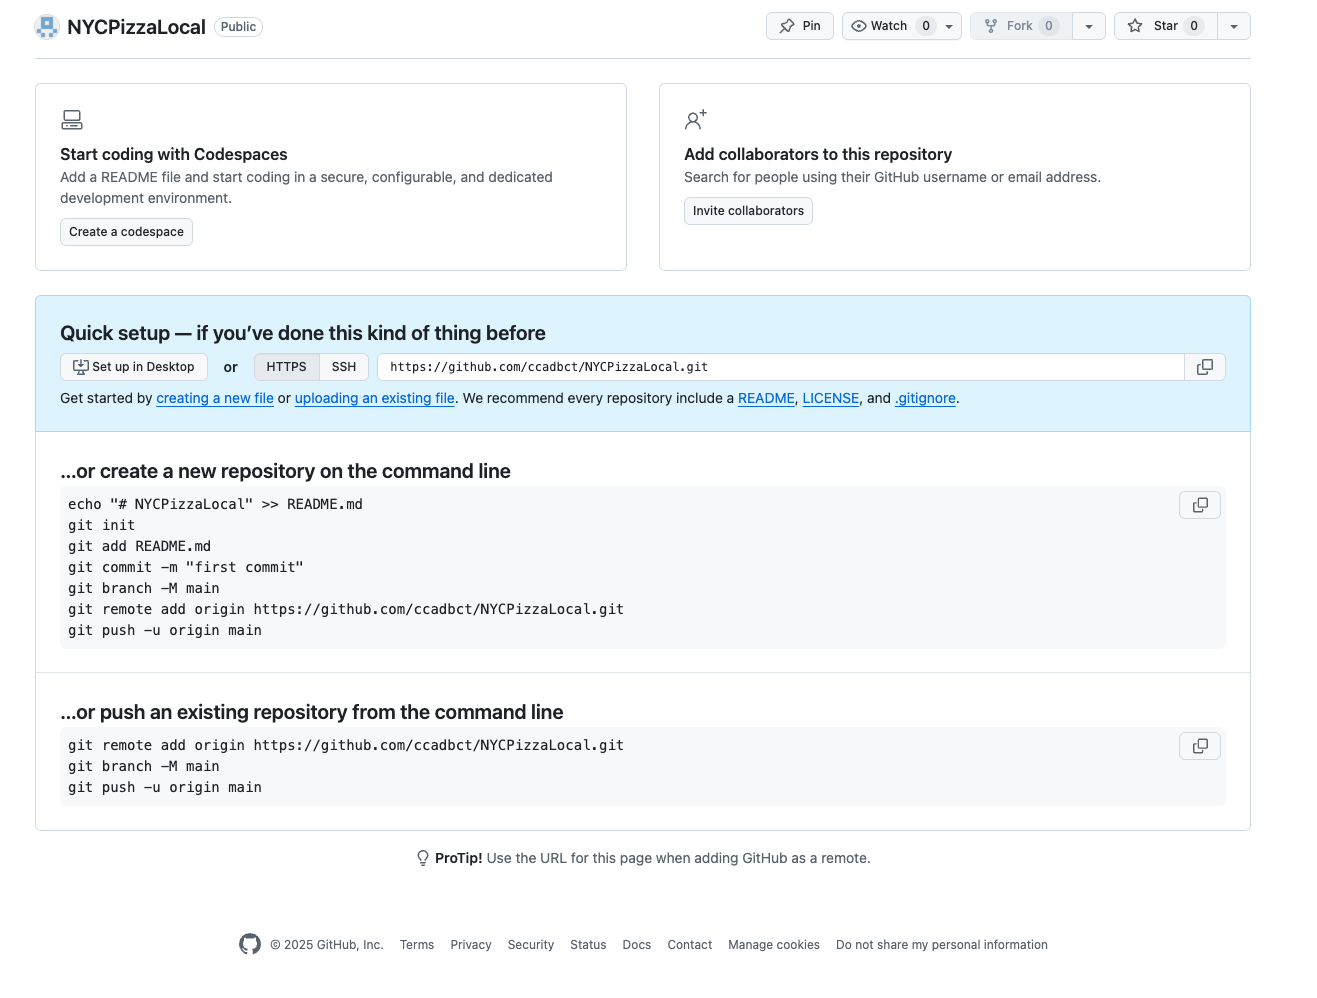 NYCPizzaLocal Public Pin Watch 0 Fork 0 Star 0
Start coding with Codespaces
Add a README file and start coding in a secure, configurable, and dedicated
development environment.
Create a codespace
Add collaborators to this repository
Search for people using their GitHub username or email address.
Invite collaborators
Quick setup — if you’ve done this kind of thing before
Set up in Desktop or HTTPS SSH https://github.com/ccadbct/NYCPizzaLocal.git
Get started by creating a new file or uploading an existing file. We recommend every repository include a README, LICENSE, and .gitignore.
…or create a new repository on the command line
echo "# NYCPizzaLocal" >> README.md
git init
git add README.md
git commit -m "first commit"
git branch -M main
git remote add origin https://github.com/ccadbct/NYCPizzaLocal.git
git push -u origin main
…or push an existing repository from the command line
git remote add origin https://github.com/ccadbct/NYCPizzaLocal.git
git branch -M main
git push -u origin main
ProTip! Use the URL for this page when adding GitHub as a remote.
© 2025 GitHub, Inc. Terms Privacy Security Status Docs Contact Manage cookies Do not share my personal information